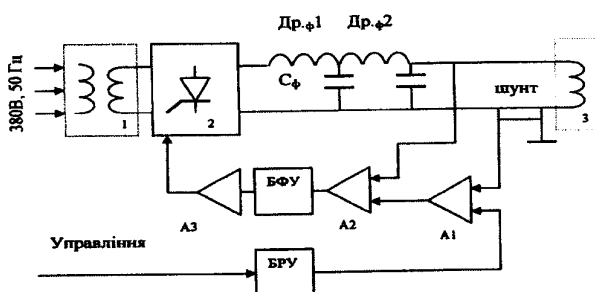 Др.ф1 Др.ф2
380В, 50 Гц
Сф
шунт
1
2
3
БФУ
А3
А2
А1
Управління
БРУ